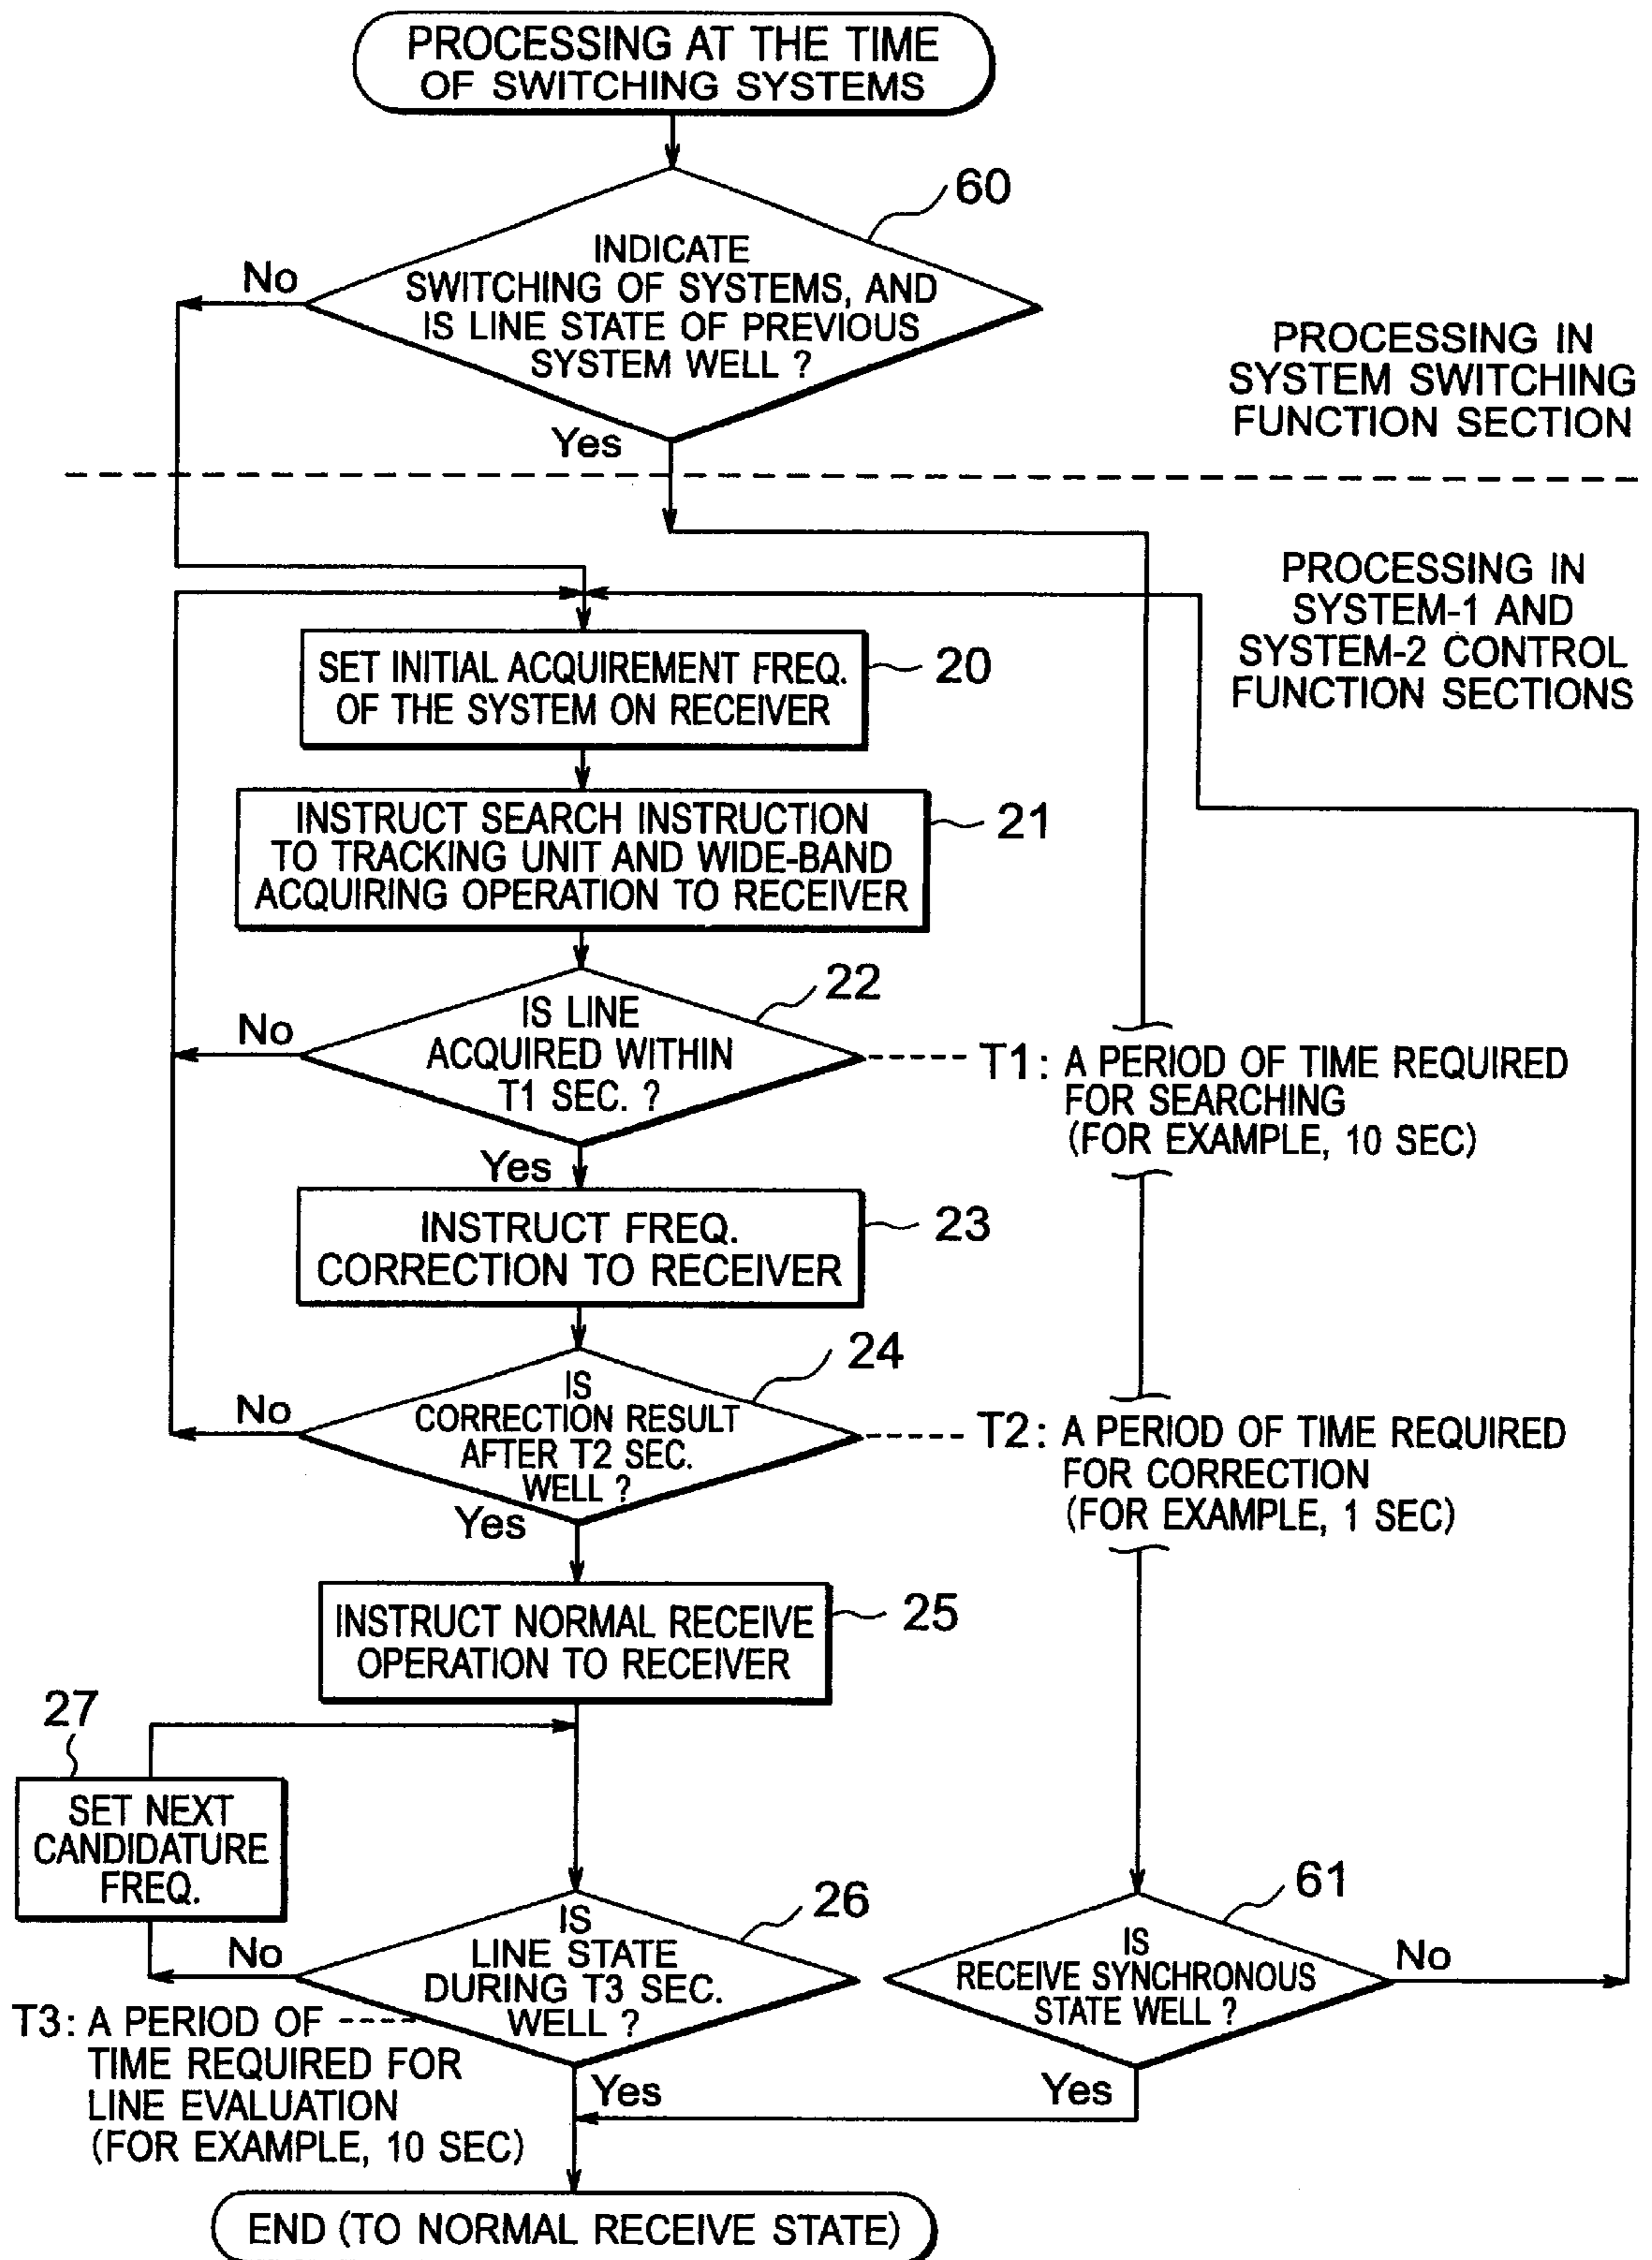 PROCESSING AT THE TIME
OF SWITCHING SYSTEMS
60
INDICATE
SWITCHING OF SYSTEMS, AND
IS LINE STATE OF PREVIOUS
SYSTEM WELL ?
No
Yes
PROCESSING IN
SYSTEM SWITCHING
FUNCTION SECTION
PROCESSING IN
SYSTEM-1 AND
SYSTEM-2 CONTROL
FUNCTION SECTIONS
SET INITIAL ACQUIREMENT FREQ.
OF THE SYSTEM ON RECEIVER
20
INSTRUCT SEARCH INSTRUCTION
TO TRACKING UNIT AND WIDE-BAND
ACQUIRING OPERATION TO RECEIVER
21
IS LINE
ACQUIRED WITHIN
T1 SEC. ?
22
No
Yes
T1: A PERIOD OF TIME REQUIRED
FOR SEARCHING
(FOR EXAMPLE, 10 SEC)
INSTRUCT FREQ.
CORRECTION TO RECEIVER
23
IS
CORRECTION RESULT
AFTER T2 SEC.
WELL ?
24
No
Yes
T2: A PERIOD OF TIME REQUIRED
FOR CORRECTION
(FOR EXAMPLE, 1 SEC)
INSTRUCT NORMAL RECEIVE
OPERATION TO RECEIVER
25
27
SET NEXT
CANDIDATURE
FREQ.
IS
LINE STATE
DURING T3 SEC.
WELL ?
26
No
Yes
T3: A PERIOD OF
TIME REQUIRED FOR
LINE EVALUATION
(FOR EXAMPLE, 10 SEC)
IS
RECEIVE SYNCHRONOUS
STATE WELL ?
61
No
Yes
END (TO NORMAL RECEIVE STATE)